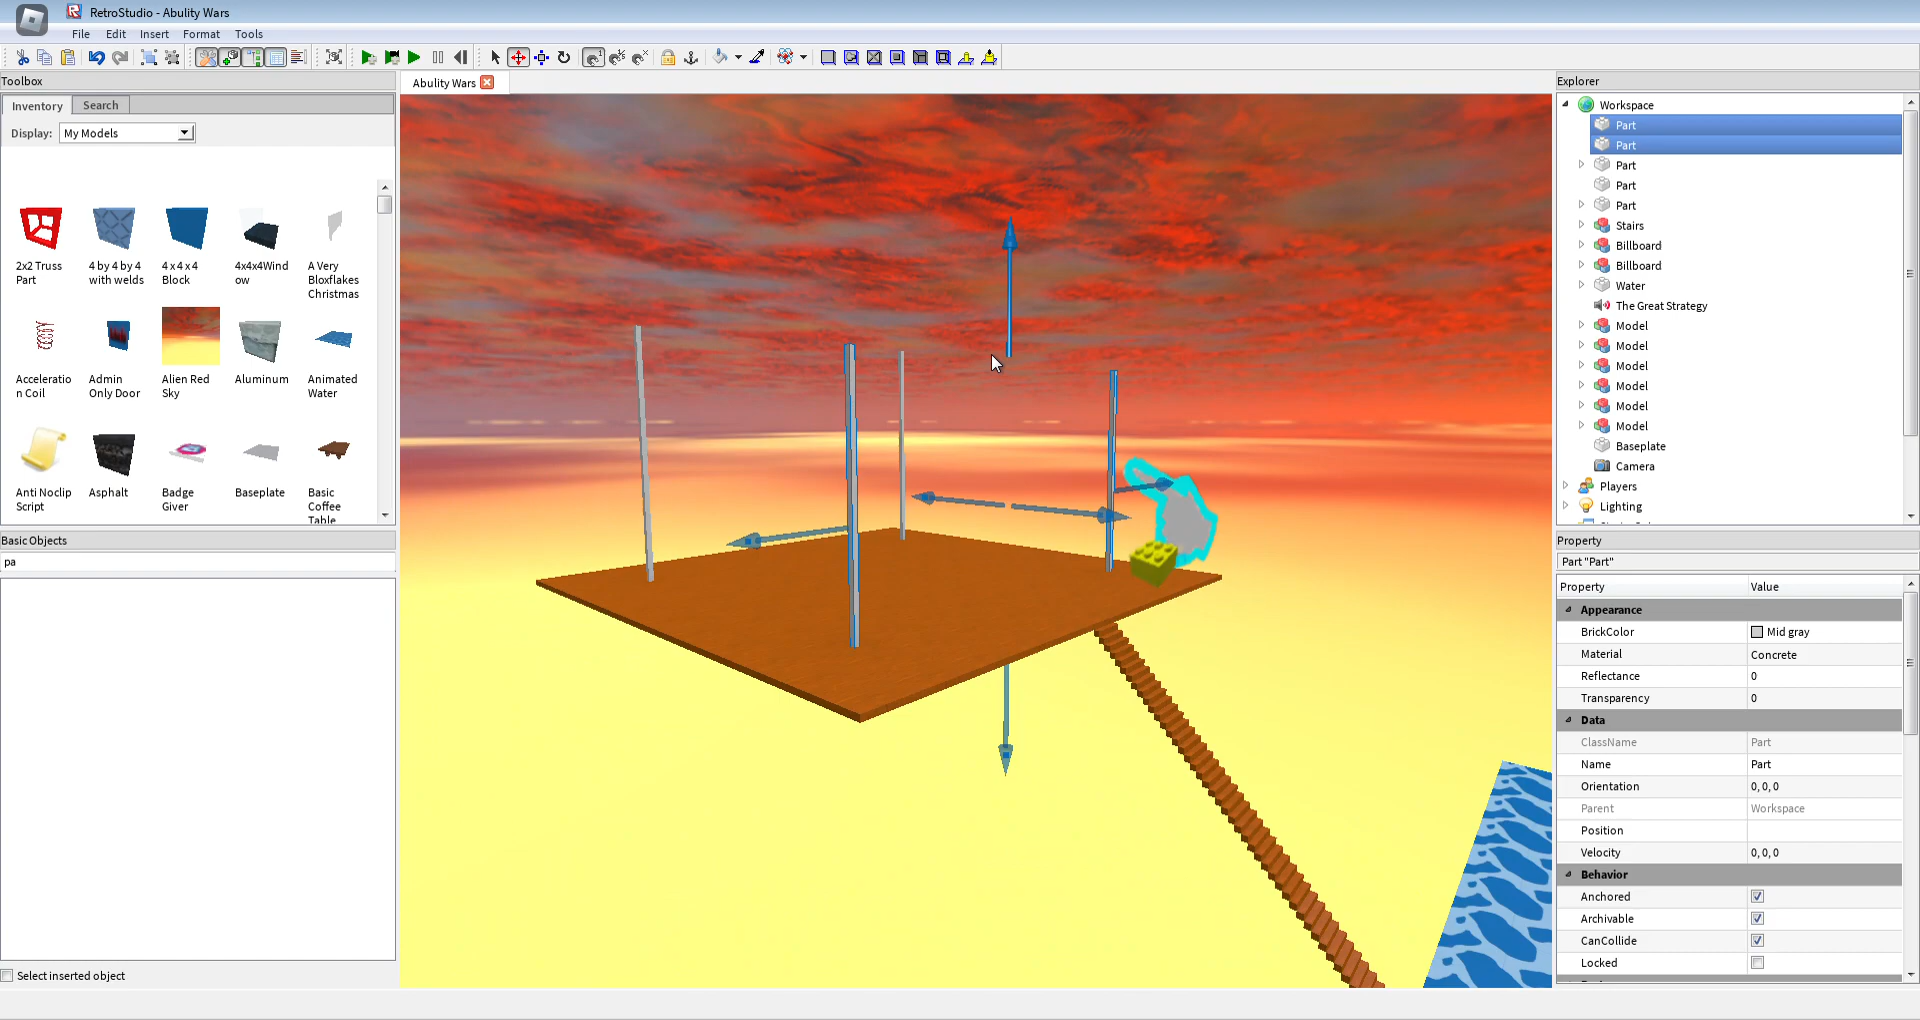 RetroStudio - Abulity Wars
File Edit Insert Format Tools
Toolbox
Inventory Search
Display: My Models
2x2 Truss Part
4 by 4 by 4 with welds
4 x 4 x 4 Block
4x4x4Window
A Very Bloxflakes Christmas
Acceleration Coil
Admin Only Door
Alien Red Sky
Aluminum
Animated Water
Anti Noclip Script
Asphalt
Badge Giver
Baseplate
Basic Coffee Table
Basic Objects
pa
Select inserted object
Abulity Wars
Explorer
Workspace
Part
Part
Part
Part
Part
Stairs
Billboard
Billboard
Water
The Great Strategy
Model
Model
Model
Model
Model
Model
Baseplate
Camera
Players
Lighting
Property
Part "Part"
Property Value
Appearance
BrickColor Mid gray
Material Concrete
Reflectance 0
Transparency 0
Data
ClassName Part
Name Part
Orientation 0, 0, 0
Parent Workspace
Position
Velocity 0, 0, 0
Behavior
Anchored
Archivable
CanCollide
Locked